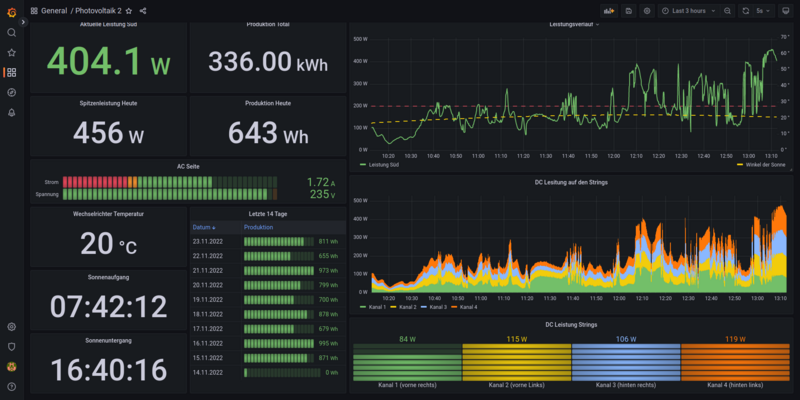 General / Photovoltaik 2
Last 3 hours
5s
Aktuelle Leistung Süd
404.1 W
Produktion Total
336.00 kWh
Spitzenleistung Heute
456 W
Produktion Heute
643 Wh
AC Seite
Strom
1.72 A
Spannung
235 V
Wechselrichter Temperatur
20 °C
Sonnenaufgang
07:42:12
Sonnenuntergang
16:40:16
Letzte 14 Tage
Datum Produktion
23.11.2022 811 Wh
22.11.2022 655 Wh
21.11.2022 973 Wh
20.11.2022 799 Wh
19.11.2022 700 Wh
18.11.2022 878 Wh
17.11.2022 679 Wh
16.11.2022 995 Wh
15.11.2022 871 Wh
14.11.2022 0 Wh
Leistungsverlauf
500 W
400 W
300 W
200 W
100 W
0 W
70 °
60 °
50 °
40 °
30 °
20 °
10 °
0 °
10:20 10:30 10:40 10:50 11:00 11:10 11:20 11:30 11:40 11:50 12:00 12:10 12:20 12:30 12:40 12:50 13:00 13:10
Leistung Süd
Winkel der Sonne
DC Lesitung auf den Strings
500 W
400 W
300 W
200 W
100 W
0 W
10:20 10:30 10:40 10:50 11:00 11:10 11:20 11:30 11:40 11:50 12:00 12:10 12:20 12:30 12:40 12:50 13:00 13:10
Kanal 1 Kanal 2 Kanal 3 Kanal 4
DC Leistung Strings
84 W 115 W 106 W 119 W
Kanal 1 (vorne rechts) Kanal 2 (vorne Links) Kanal 3 (hinten rechts) Kanal 4 (hinten links)